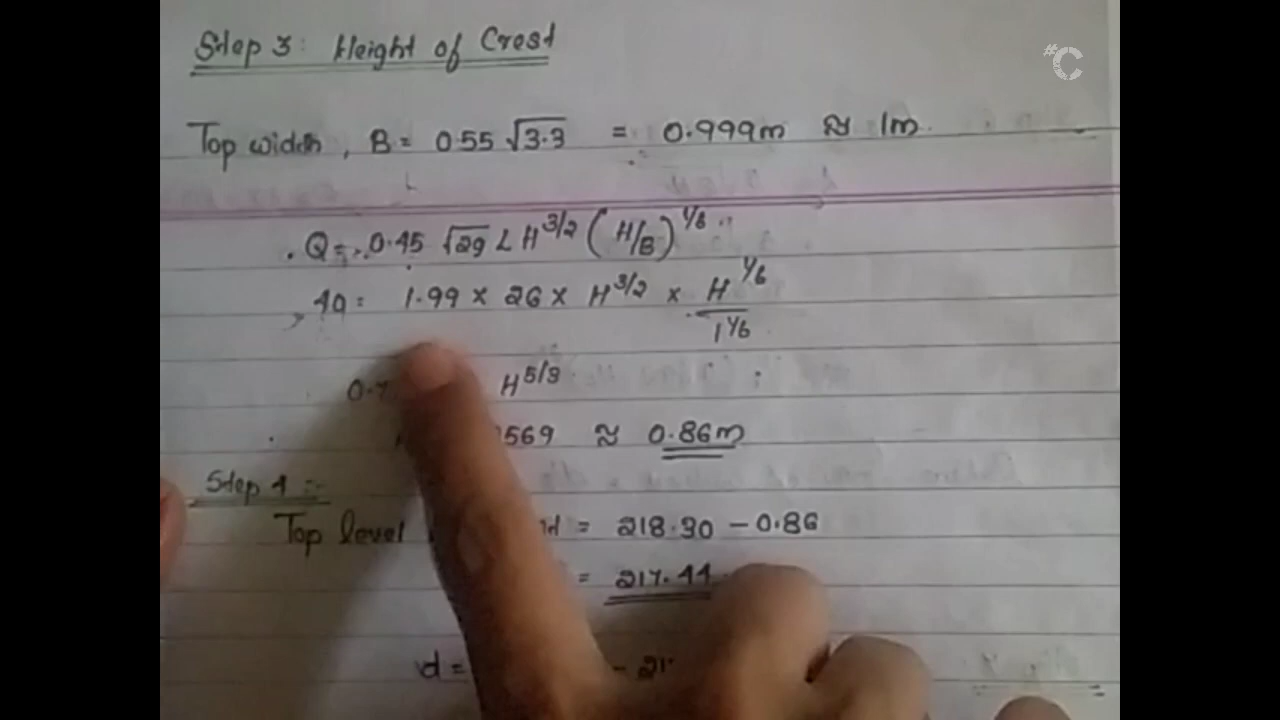 #C
Step 3: Height of Crest
Top width, B = 0.55 √3.3 = 0.999m ≈ 1m
Q = 0.45 √2g L H^3/2 (H/B)^1/6
40 = 1.99 × 26 × H^3/2 × H^1/6 / 1^1/6
H^5/3
569 ≈ 0.86m
Step 4 :-
Top level = 218.30 - 0.86
= 217.44
d =